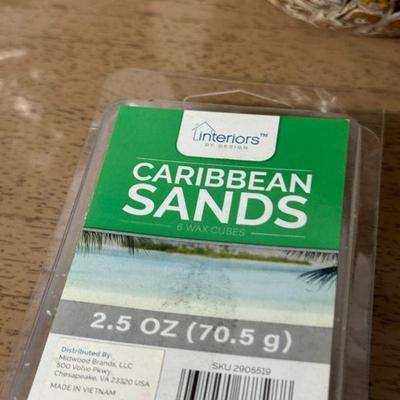 interiors™
BY DESIGN
CARIBBEAN
SANDS
6 WAX CUBES
2.5 OZ (70.5 g)
Distributed By:
Midwood Brands, LLC
500 Volvo Pkwy.
Chesapeake, VA 23320 USA
MADE IN VIETNAM
SKU 2905519